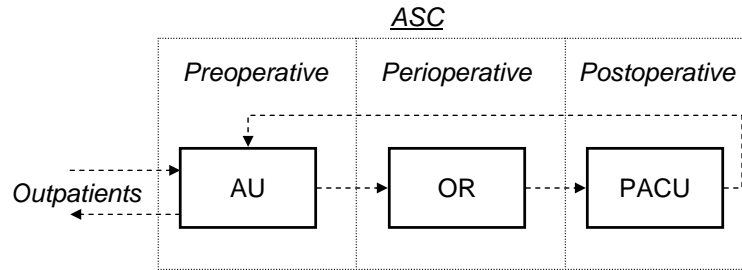 ASC
Preoperative
Perioperative
Postoperative
Outpatients
AU
OR
PACU